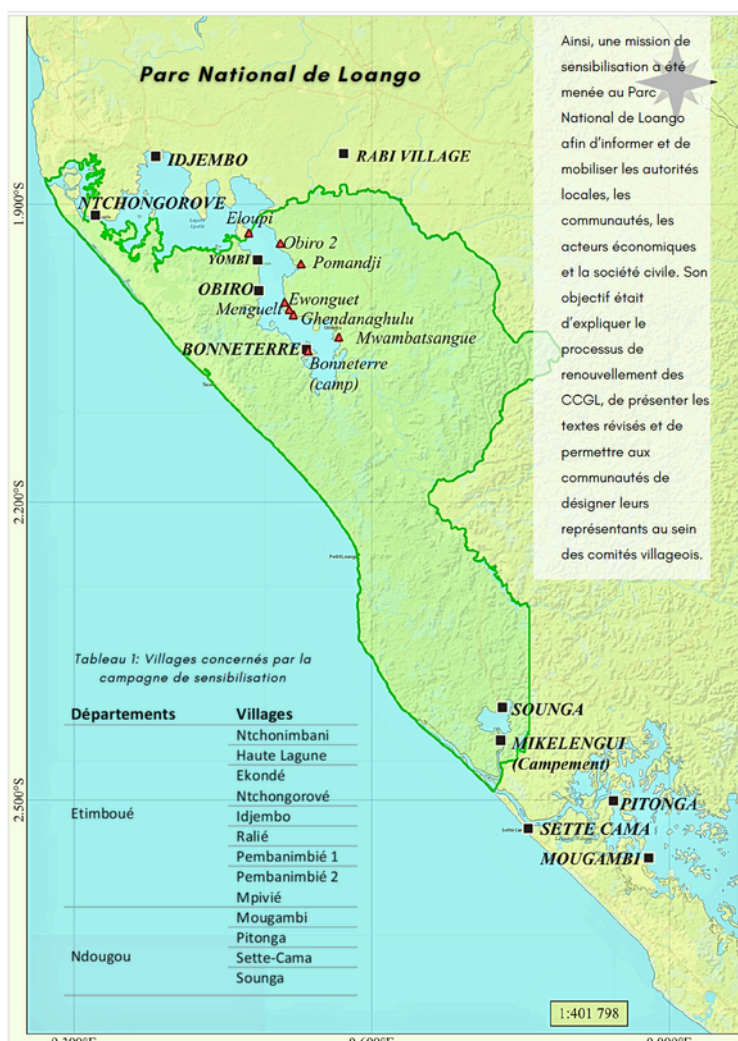 Parc National de Loango
Ainsi, une mission de
sensibilisation a été
menée au Parc
National de Loango
afin d'informer et de
mobiliser les autorités
locales, les
communautés, les
acteurs économiques
et la société civile. Son
objectif était
d'expliquer le
processus de
renouvellement des
CCGL, de présenter les
textes révisés et de
permettre aux
communautés de
désigner leurs
représentants au sein
des comités villageois.
IDJEMBO
RABI VILLAGE
1.900°S
NTCHONGOROVE
Eloupi
Obiro 2
YOMBI
Pomandji
OBIRO
Ewonguet
Mengueli
Ghendanaghulu
Mwambatsangue
BONNETERRE
Bonneterre
(camp)
2.200°S
Petit Loango
Tableau 1: Villages concernés par la
campagne de sensibilisation
Départements Villages
Ntchonimbani
Haute Lagune
Ekondé
Ntchongorové
Etimboué Idjembo
Ralié
Pembanimbié 1
Pembanimbié 2
Mpivié
Mougambi
Pitonga
Ndougou Sette-Cama
Sounga
SOUNGA
MIKELENGUI
(Campement)
2.500°S
PITONGA
SETTE CAMA
MOUGAMBI
1:401 798